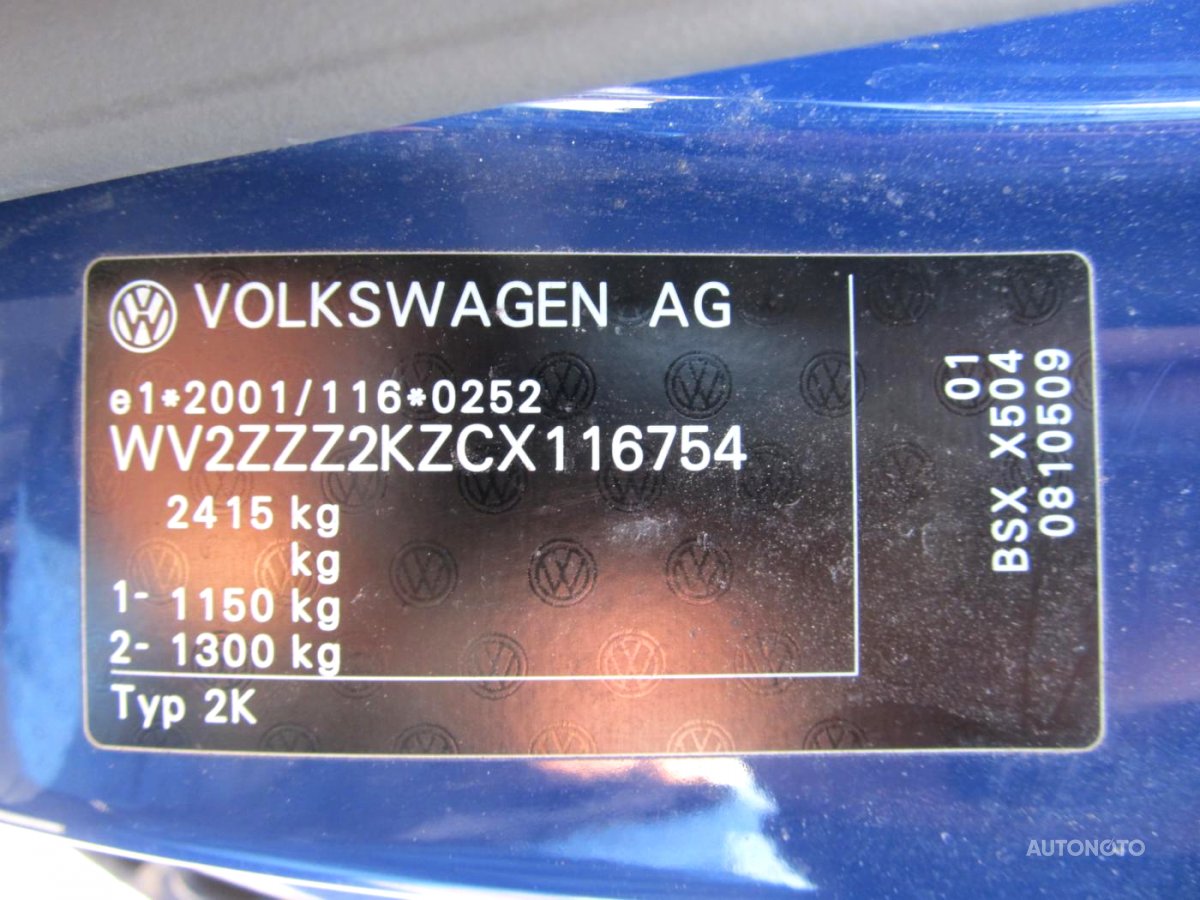 VOLKSWAGEN AG
e1*2001/116*0252
WV2ZZZ2KZCX116754
2415 kg
kg
1- 1150 kg
2- 1300 kg
Typ 2K
01
BSX X504
0810509
AUTONOTO